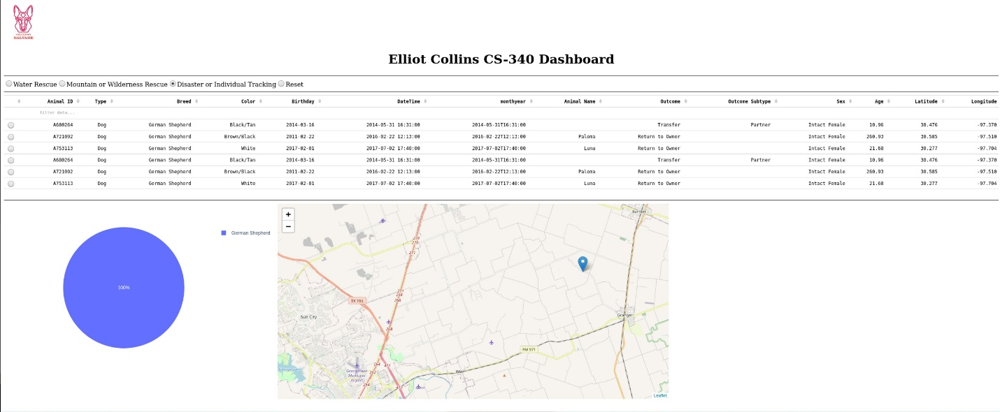 SALVARE
Elliot Collins CS-340 Dashboard
Water Rescue Mountain or Wilderness Rescue Disaster or Individual Tracking Reset
Animal ID Type Breed Color Birthday DateTime monthyear Animal Name Outcome Outcome Subtype Sex Age Latitude Longitude
filter data...
A680264 Dog German Shepherd Black/Tan 2014-03-16 2014-05-31 16:31:00 2014-05-31T16:31:00 Transfer Partner Intact Female 10.96 30.476 -97.370
A721092 Dog German Shepherd Brown/Black 2011-02-22 2016-02-22 12:13:00 2016-02-22T12:13:00 Paloma Return to Owner Intact Female 260.93 30.585 -97.510
A753113 Dog German Shepherd White 2017-02-01 2017-07-02 17:40:00 2017-07-02T17:40:00 Luna Return to Owner Intact Female 21.68 30.277 -97.704
A680264 Dog German Shepherd Black/Tan 2014-03-16 2014-05-31 16:31:00 2014-05-31T16:31:00 Transfer Partner Intact Female 10.96 30.476 -97.370
A721092 Dog German Shepherd Brown/Black 2011-02-22 2016-02-22 12:13:00 2016-02-22T12:13:00 Paloma Return to Owner Intact Female 260.93 30.585 -97.510
A753113 Dog German Shepherd White 2017-02-01 2017-07-02 17:40:00 2017-07-02T17:40:00 Luna Return to Owner Intact Female 21.68 30.277 -97.704
German Shepherd
100%
+
−
Bartlett
271
268
TX 195
Sun City
268
Granger
FM 971
264
Weir
Georgetown
Municipal
Airport
262
264
Leaflet